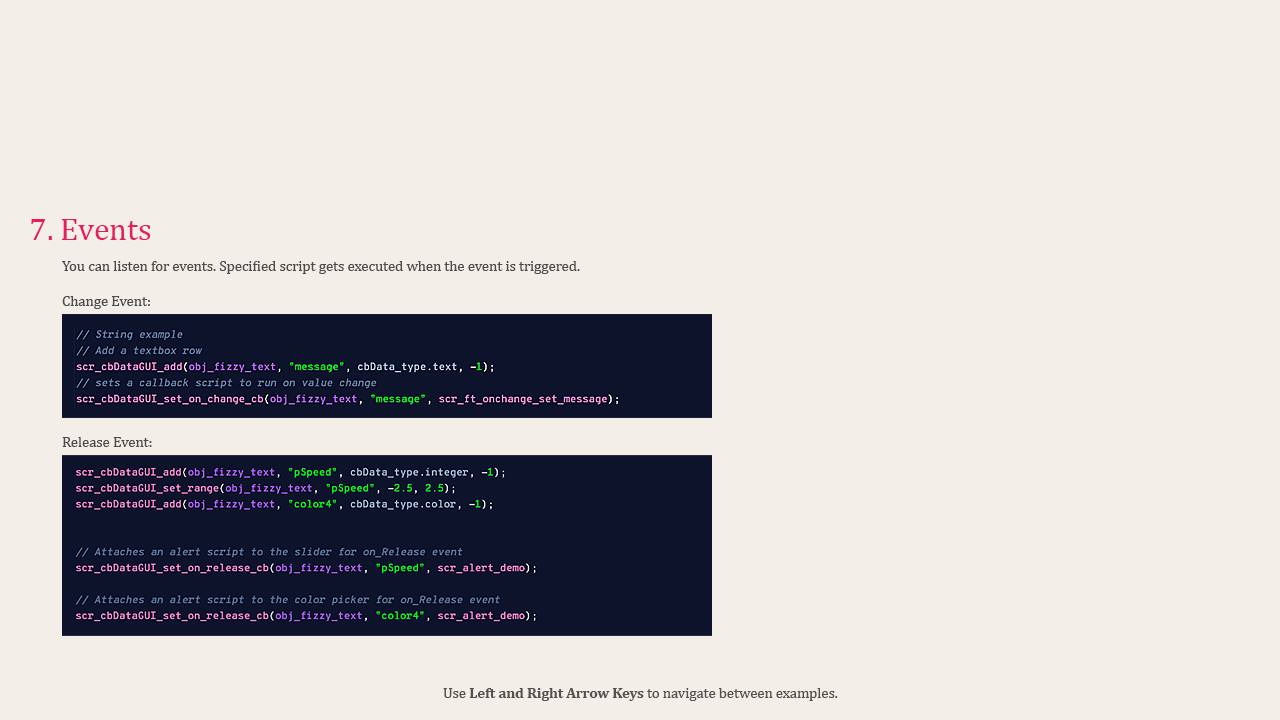 7. Events
You can listen for events. Specified script gets executed when the event is triggered.
Change Event:
// String example
// Add a textbox row
scr_cbDataGUI_add(obj_fizzy_text, "message", cbData_type.text, -1);
// sets a callback script to run on value change
scr_cbDataGUI_set_on_change_cb(obj_fizzy_text, "message", scr_ft_onchange_set_message);
Release Event:
scr_cbDataGUI_add(obj_fizzy_text, "pSpeed", cbData_type.integer, -1);
scr_cbDataGUI_set_range(obj_fizzy_text, "pSpeed", -2.5, 2.5);
scr_cbDataGUI_add(obj_fizzy_text, "color4", cbData_type.color, -1);
// Attaches an alert script to the slider for on_Release event
scr_cbDataGUI_set_on_release_cb(obj_fizzy_text, "pSpeed", scr_alert_demo);
// Attaches an alert script to the color picker for on_Release event
scr_cbDataGUI_set_on_release_cb(obj_fizzy_text, "color4", scr_alert_demo);
Use Left and Right Arrow Keys to navigate between examples.